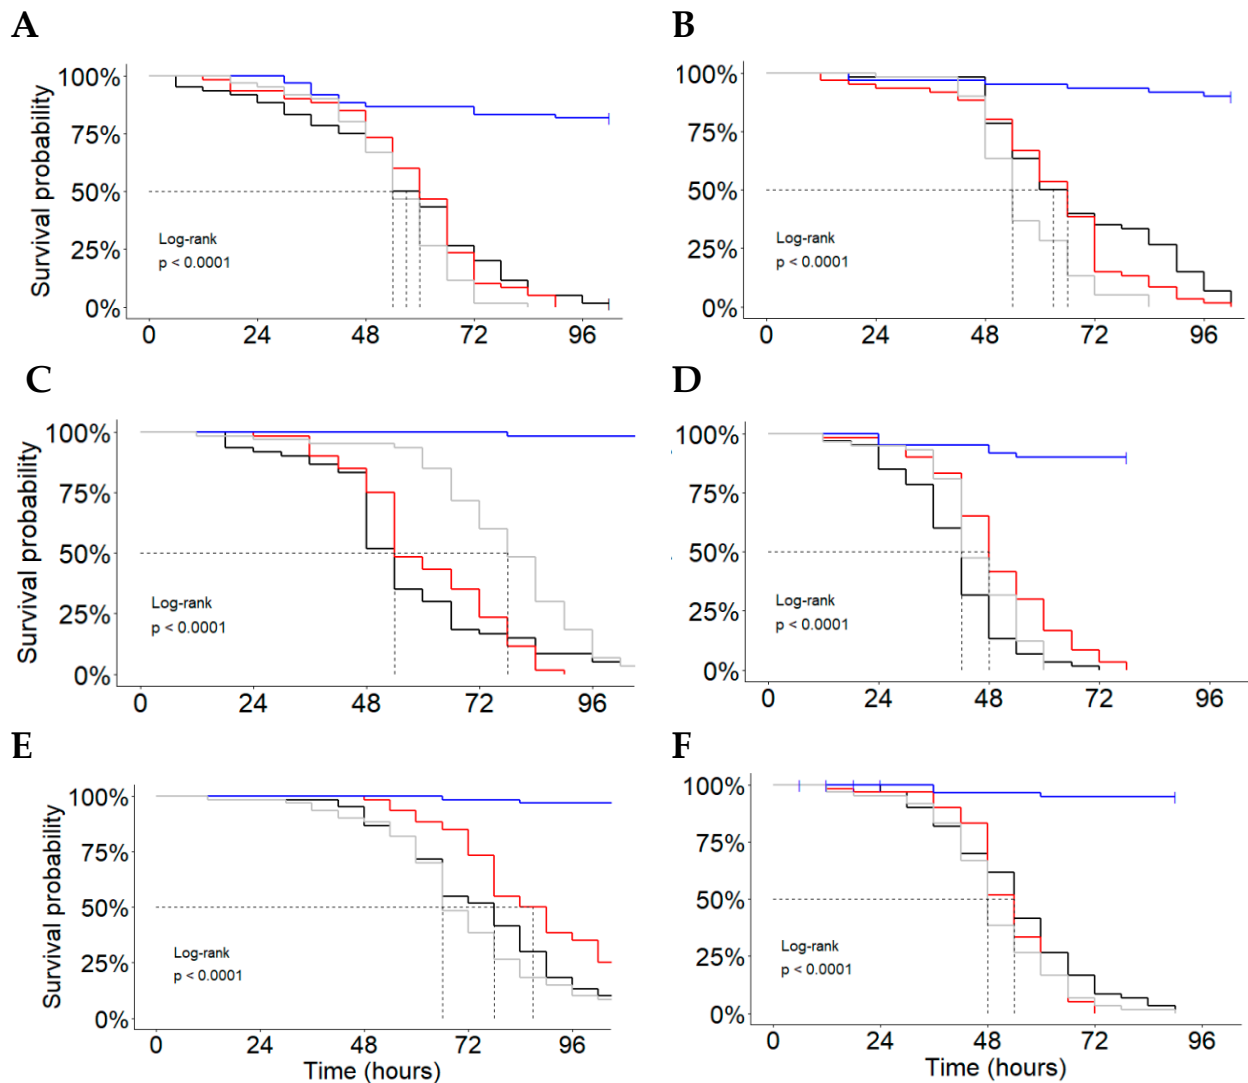 A
B
Survival probability
100%
75%
50%
25%
0%
Log-rank
p < 0.0001
0 24 48 72 96
100%
75%
50%
25%
0%
Log-rank
p < 0.0001
0 24 48 72 96
C
D
Survival probability
100%
75%
50%
25%
0%
Log-rank
p < 0.0001
0 24 48 72 96
100%
75%
50%
25%
0%
Log-rank
p < 0.0001
0 24 48 72 96
E
F
Survival probability
100%
75%
50%
25%
0%
Log-rank
p < 0.0001
0 24 48 72 96
Time (hours)
100%
75%
50%
25%
0%
Log-rank
p < 0.0001
0 24 48 72 96
Time (hours)